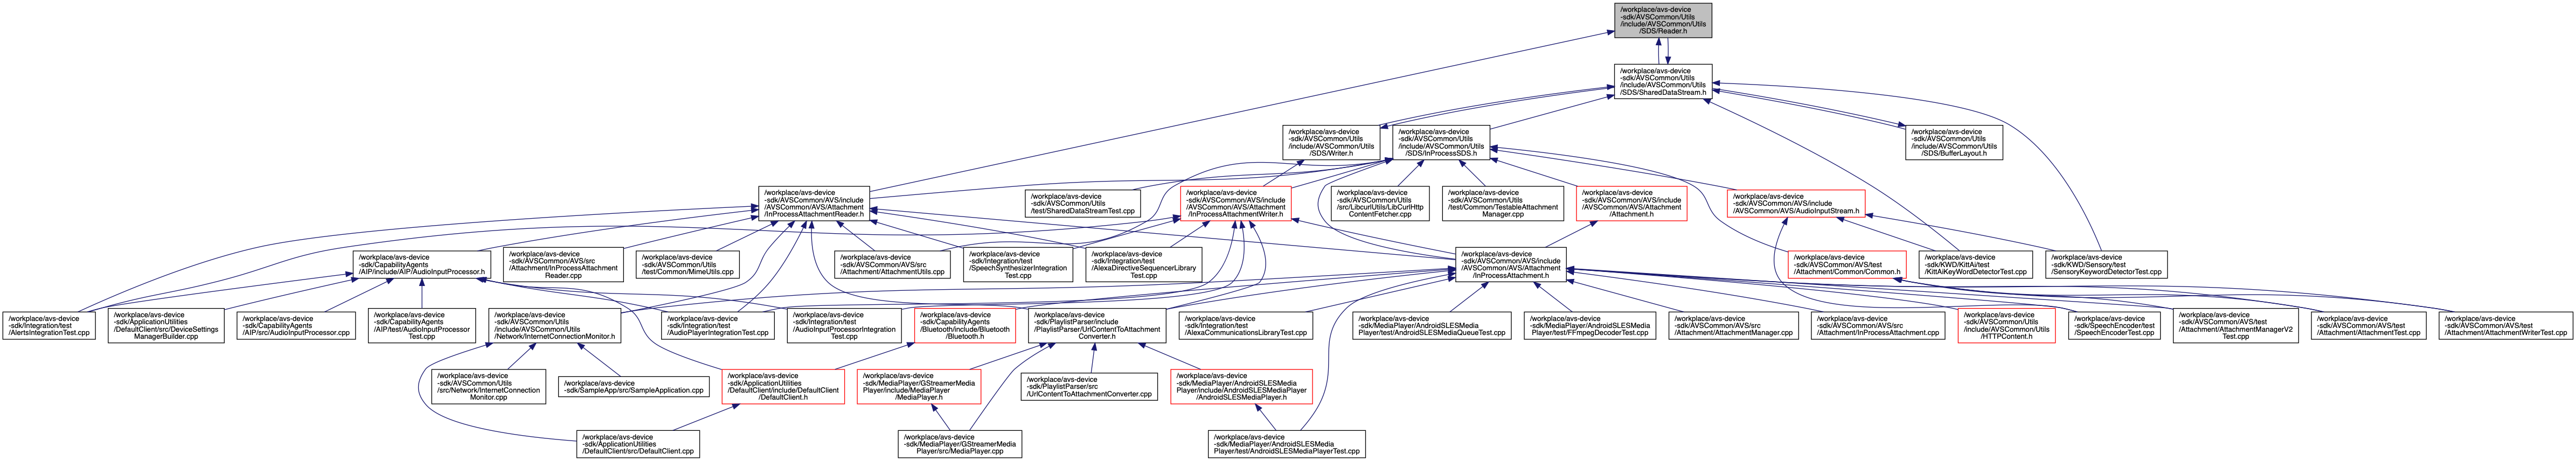 /workplace/avs-device
-sdk/AVSCommon/Utils
/include/AVSCommon/Utils
/SDS/Reader.h
/workplace/avs-device
-sdk/AVSCommon/Utils
/include/AVSCommon/Utils
/SDS/SharedDataStream.h
/workplace/avs-device
-sdk/AVSCommon/Utils
/include/AVSCommon/Utils
/SDS/Writer.h
/workplace/avs-device
-sdk/AVSCommon/Utils
/include/AVSCommon/Utils
/SDS/InProcessSDS.h
/workplace/avs-device
-sdk/AVSCommon/Utils
/include/AVSCommon/Utils
/SDS/BufferLayout.h
/workplace/avs-device
-sdk/AVSCommon/AVS/include
/AVSCommon/AVS/Attachment
/InProcessAttachmentReader.h
/workplace/avs-device
-sdk/AVSCommon/Utils
/test/SharedDataStreamTest.cpp
/workplace/avs-device
-sdk/AVSCommon/AVS/include
/AVSCommon/AVS/Attachment
/InProcessAttachmentWriter.h
/workplace/avs-device
-sdk/AVSCommon/Utils
/src/LibcurlUtils/LibCurlHttp
ContentFetcher.cpp
/workplace/avs-device
-sdk/AVSCommon/Utils
/test/Common/TestableAttachment
Manager.cpp
/workplace/avs-device
-sdk/AVSCommon/AVS/include
/AVSCommon/AVS/Attachment
/Attachment.h
/workplace/avs-device
-sdk/AVSCommon/AVS/include
/AVSCommon/AVS/AudioInputStream.h
/workplace/avs-device
-sdk/CapabilityAgents
/AIP/include/AIP/AudioInputProcessor.h
/workplace/avs-device
-sdk/AVSCommon/AVS/src
/Attachment/InProcessAttachment
Reader.cpp
/workplace/avs-device
-sdk/AVSCommon/Utils
/test/Common/MimeUtils.cpp
/workplace/avs-device
-sdk/AVSCommon/AVS/src
/Attachment/AttachmentUtils.cpp
/workplace/avs-device
-sdk/Integration/test
/SpeechSynthesizerIntegration
Test.cpp
/workplace/avs-device
-sdk/Integration/test
/AlexaDirectiveSequencerLibrary
Test.cpp
/workplace/avs-device
-sdk/AVSCommon/AVS/include
/AVSCommon/AVS/Attachment
/InProcessAttachment.h
/workplace/avs-device
-sdk/AVSCommon/AVS/test
/Attachment/Common/Common.h
/workplace/avs-device
-sdk/KWD/KittAi/test
/KittAiKeyWordDetectorTest.cpp
/workplace/avs-device
-sdk/KWD/Sensory/test
/SensoryKeywordDetectorTest.cpp
/workplace/avs-device
-sdk/Integration/test
/AlertsIntegrationTest.cpp
/workplace/avs-device
-sdk/ApplicationUtilities
/DefaultClient/src/DeviceSettings
ManagerBuilder.cpp
/workplace/avs-device
-sdk/CapabilityAgents
/AIP/src/AudioInputProcessor.cpp
/workplace/avs-device
-sdk/CapabilityAgents
/AIP/test/AudioInputProcessor
Test.cpp
/workplace/avs-device
-sdk/AVSCommon/Utils
/include/AVSCommon/Utils
/Network/InternetConnectionMonitor.h
/workplace/avs-device
-sdk/Integration/test
/AudioPlayerIntegrationTest.cpp
/workplace/avs-device
-sdk/Integration/test
/AudioInputProcessorIntegration
Test.cpp
/workplace/avs-device
-sdk/CapabilityAgents
/Bluetooth/include/Bluetooth
/Bluetooth.h
/workplace/avs-device
-sdk/PlaylistParser/include
/PlaylistParser/UrlContentToAttachment
Converter.h
/workplace/avs-device
-sdk/Integration/test
/AlexaCommunicationsLibraryTest.cpp
/workplace/avs-device
-sdk/MediaPlayer/AndroidSLESMedia
Player/test/AndroidSLESMediaQueueTest.cpp
/workplace/avs-device
-sdk/MediaPlayer/AndroidSLESMedia
Player/test/FFmpegDecoderTest.cpp
/workplace/avs-device
-sdk/AVSCommon/AVS/src
/Attachment/AttachmentManager.cpp
/workplace/avs-device
-sdk/AVSCommon/AVS/src
/Attachment/InProcessAttachment.cpp
/workplace/avs-device
-sdk/AVSCommon/Utils
/include/AVSCommon/Utils
/HTTPContent.h
/workplace/avs-device
-sdk/SpeechEncoder/test
/SpeechEncoderTest.cpp
/workplace/avs-device
-sdk/AVSCommon/AVS/test
/Attachment/AttachmentManagerV2
Test.cpp
/workplace/avs-device
-sdk/AVSCommon/AVS/test
/Attachment/AttachmentTest.cpp
/workplace/avs-device
-sdk/AVSCommon/AVS/test
/Attachment/AttachmentWriterTest.cpp
/workplace/avs-device
-sdk/AVSCommon/Utils
/src/Network/InternetConnection
Monitor.cpp
/workplace/avs-device
-sdk/SampleApp/src/SampleApplication.cpp
/workplace/avs-device
-sdk/ApplicationUtilities
/DefaultClient/include/DefaultClient
/DefaultClient.h
/workplace/avs-device
-sdk/MediaPlayer/GStreamerMedia
Player/include/MediaPlayer
/MediaPlayer.h
/workplace/avs-device
-sdk/PlaylistParser/src
/UrlContentToAttachmentConverter.cpp
/workplace/avs-device
-sdk/MediaPlayer/AndroidSLESMedia
Player/include/AndroidSLESMediaPlayer
/AndroidSLESMediaPlayer.h
/workplace/avs-device
-sdk/ApplicationUtilities
/DefaultClient/src/DefaultClient.cpp
/workplace/avs-device
-sdk/MediaPlayer/GStreamerMedia
Player/src/MediaPlayer.cpp
/workplace/avs-device
-sdk/MediaPlayer/AndroidSLESMedia
Player/test/AndroidSLESMediaPlayerTest.cpp